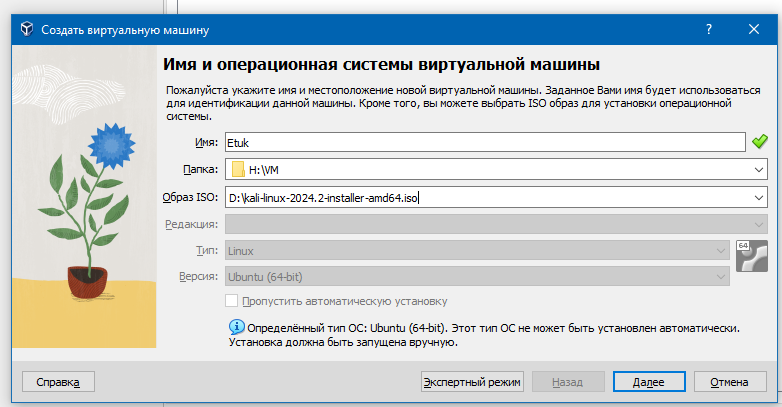 Создать виртуальную машину
?
Имя и операционная системы виртуальной машины
Пожалуйста укажите имя и местоположение новой виртуальной машины. Заданное Вами имя будет использоваться
для идентификации данной машины. Кроме того, вы можете выбрать ISO образ для установки операционной
системы.
Имя: Etuk
Папка: H:\VM
Образ ISO: D:\kali-linux-2024.2-installer-amd64.iso
Редакция:
Тип: Linux
64
Версия: Ubuntu (64-bit)
Пропустить автоматическую установку
Определённый тип ОС: Ubuntu (64-bit). Этот тип ОС не может быть установлен автоматически.
Установка должна быть запущена вручную.
Справка Экспертный режим Назад Далее Отмена